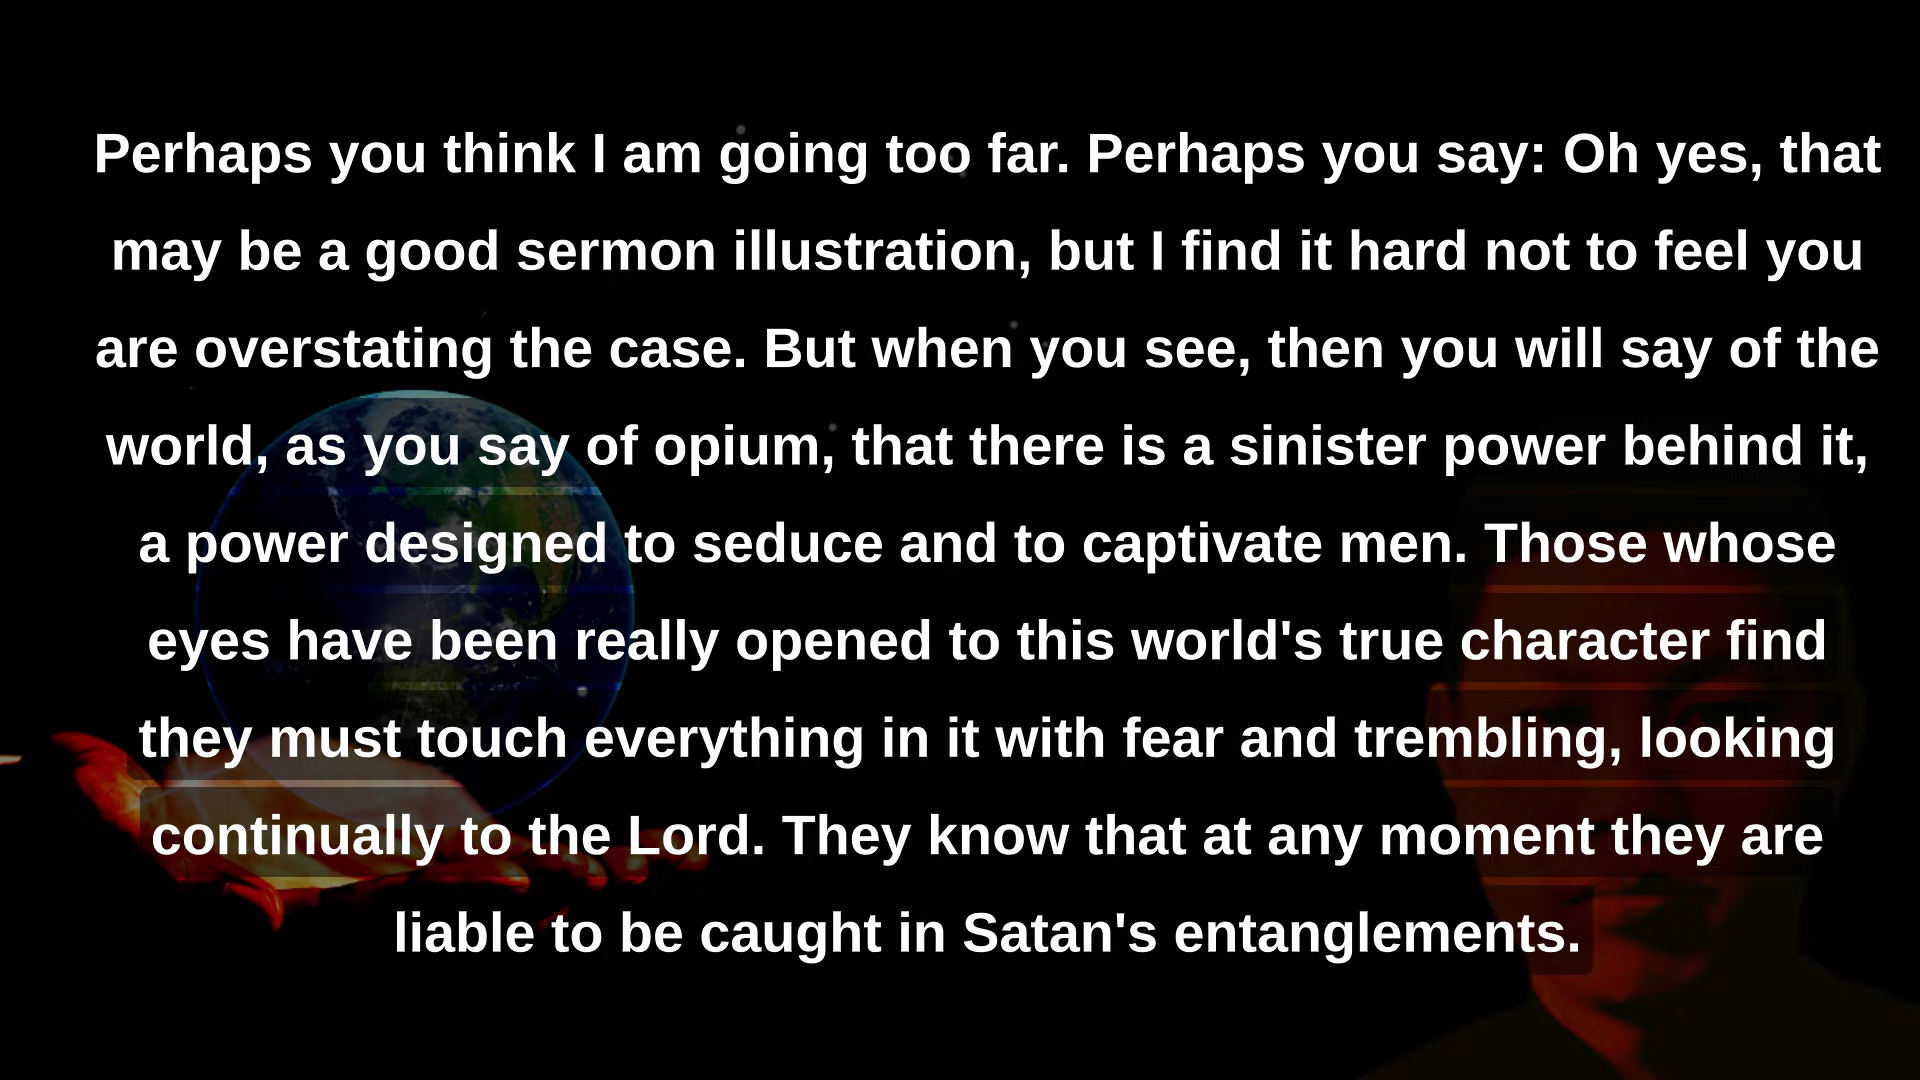 Perhaps you think I am going too far. Perhaps you say: Oh yes, that
may be a good sermon illustration, but I find it hard not to feel you
are overstating the case. But when you see, then you will say of the
world, as you say of opium, that there is a sinister power behind it,
a power designed to seduce and to captivate men. Those whose
eyes have been really opened to this world's true character find
they must touch everything in it with fear and trembling, looking
continually to the Lord. They know that at any moment they are
liable to be caught in Satan's entanglements.